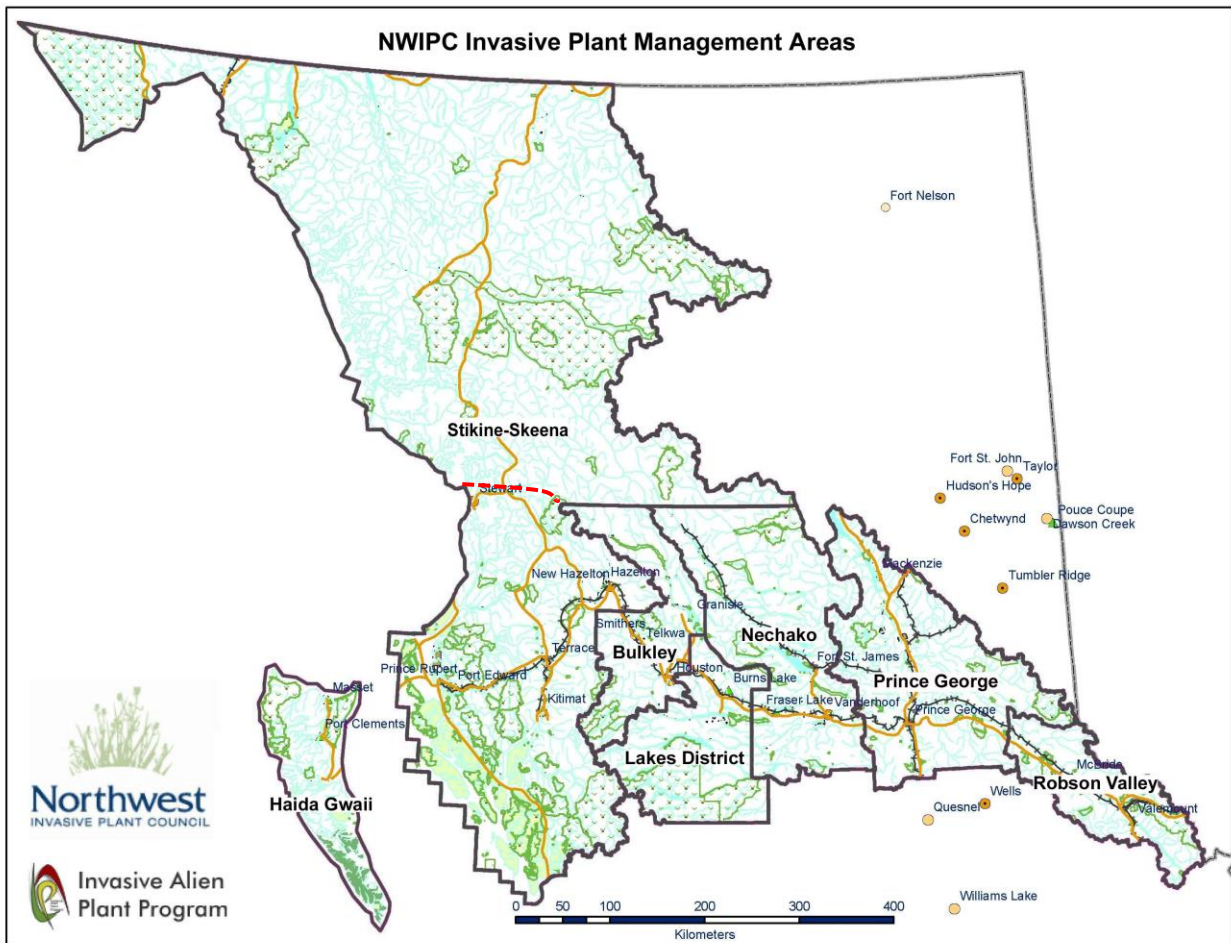 NWIPC Invasive Plant Management Areas
Fort Nelson
Stikine-Skeena
Fort St. John
Taylor
Hudson's Hope
Stewart
Pouce Coupe
Dawson Creek
Chetwynd
Mackenzie
New Hazelton
Hazelton
Tumbler Ridge
Granisle
Smithers
Telkwa
Nechako
Terrace
Bulkley
Fort St. James
Houston
Prince Rupert
Port Edward
Burns Lake
Prince George
Masset
Kitimat
Fraser Lake
Vanderhoof
Prince George
Port Clements
Lakes District
McBride
Robson Valley
Northwest
INVASIVE PLANT COUNCIL
Haida Gwaii
Wells
Quesnel
Valemount
Invasive Alien
Plant Program
Williams Lake
0 50 100 200 300 400
Kilometers